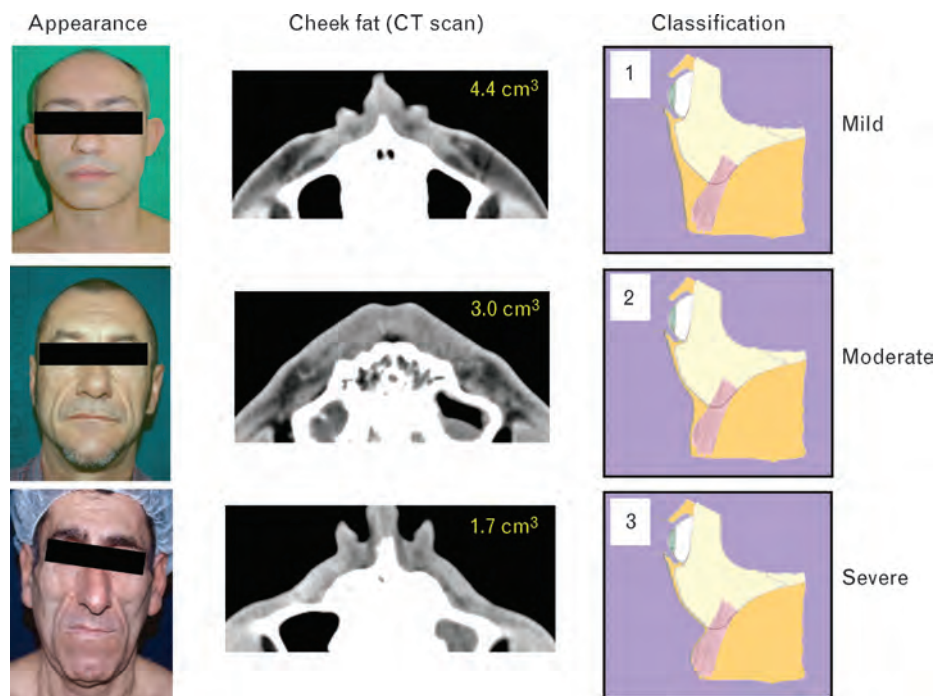 Appearance Cheek fat (CT scan) Classification
4.4 cm³ 1 Mild
3.0 cm³ 2 Moderate
1.7 cm³ 3 Severe